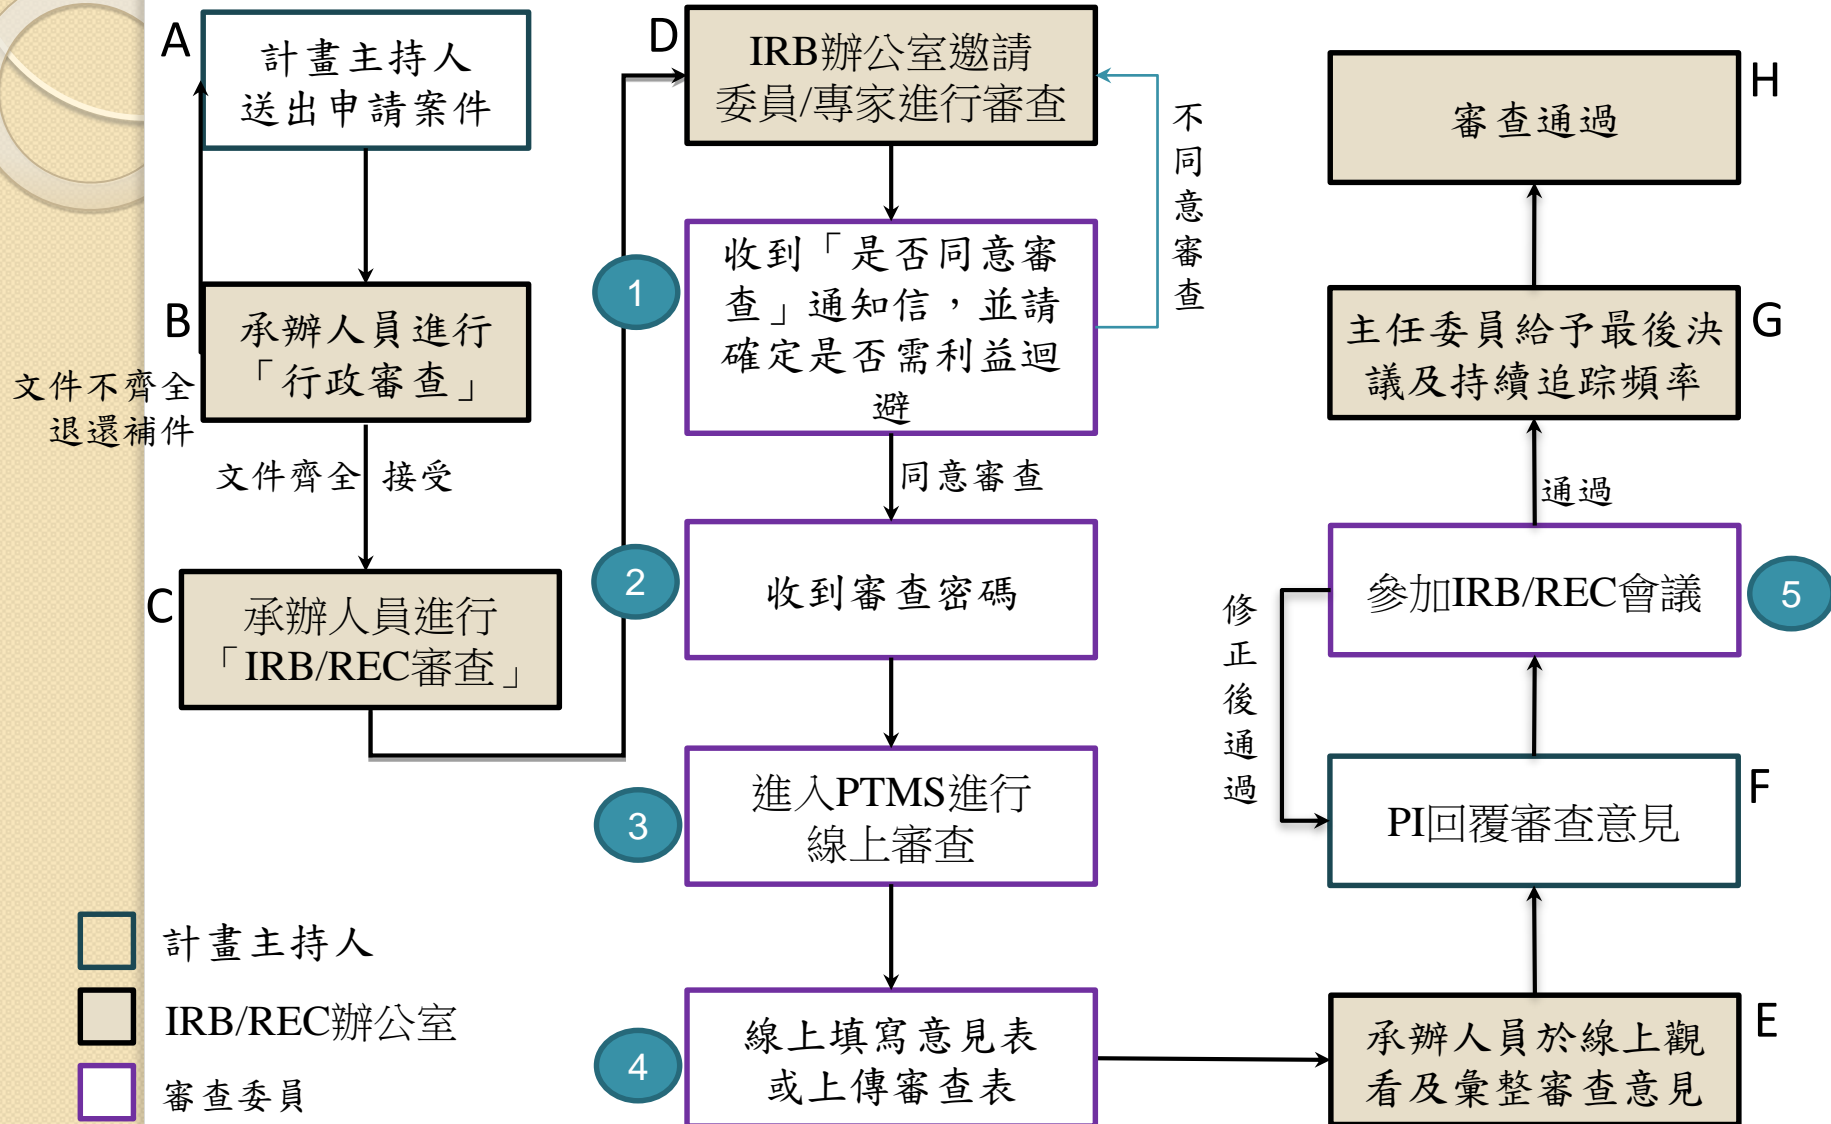 A
計畫主持人
送出申請案件
B
承辦人員進行
「行政審查」
文件不齊全
退還補件
文件齊全 接受
C
承辦人員進行
「IRB/REC審查」
D
IRB辦公室邀請
委員/專家進行審查
不同意審查
1
收到「是否同意審
查」通知信，並請
確定是否需利益迴
避
同意審查
2
收到審查密碼
3
進入PTMS進行
線上審查
4
線上填寫意見表
或上傳審查表
H
審查通過
G
主任委員給予最後決
議及持續追踪頻率
通過
參加IRB/REC會議
5
修正後通過
F
PI回覆審查意見
E
承辦人員於線上觀
看及彙整審查意見
計畫主持人
IRB/REC辦公室
審查委員